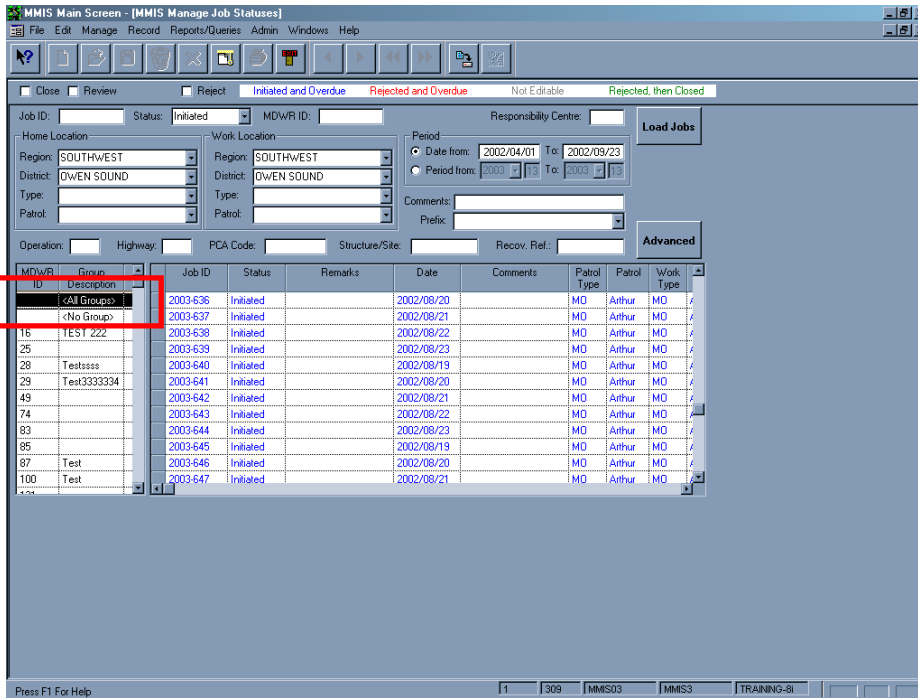 MMIS Main Screen - [MMIS Manage Job Statuses]
File Edit Manage Record Reports/Queries Admin Windows Help
Close Review Reject Initiated and Overdue Rejected and Overdue Not Editable Rejected, then Closed
Job ID: Status: Initiated MDWR ID: Responsibility Centre: Load Jobs
Home Location Work Location Period
Region: SOUTHWEST Region: SOUTHWEST Date from: 2002/04/01 To: 2002/09/23
District: OWEN SOUND District: OWEN SOUND Period from: 2003 13 To: 2003 13
Type: Type: Comments:
Patrol: Patrol: Prefix:
Operation: Highway: PCA Code: Structure/Site: Recov. Ref.: Advanced
MDWR ID Group Description Job ID Status Remarks Date Comments Patrol Type Patrol Work Type
<All Groups> 2003-636 Initiated 2002/08/20 MO Arthur MO
<No Group> 2003-637 Initiated 2002/08/21 MO Arthur MO
16 TEST 222 2003-638 Initiated 2002/08/22 MO Arthur MO
25 2003-639 Initiated 2002/08/23 MO Arthur MO
28 Testssss 2003-640 Initiated 2002/08/19 MO Arthur MO
29 Test3333334 2003-641 Initiated 2002/08/20 MO Arthur MO
49 2003-642 Initiated 2002/08/21 MO Arthur MO
74 2003-643 Initiated 2002/08/22 MO Arthur MO
83 2003-644 Initiated 2002/08/23 MO Arthur MO
85 2003-645 Initiated 2002/08/19 MO Arthur MO
87 Test 2003-646 Initiated 2002/08/20 MO Arthur MO
100 Test 2003-647 Initiated 2002/08/21 MO Arthur MO
Press F1 For Help 1 309 MMIS03 MMIS3 TRAINING-8i